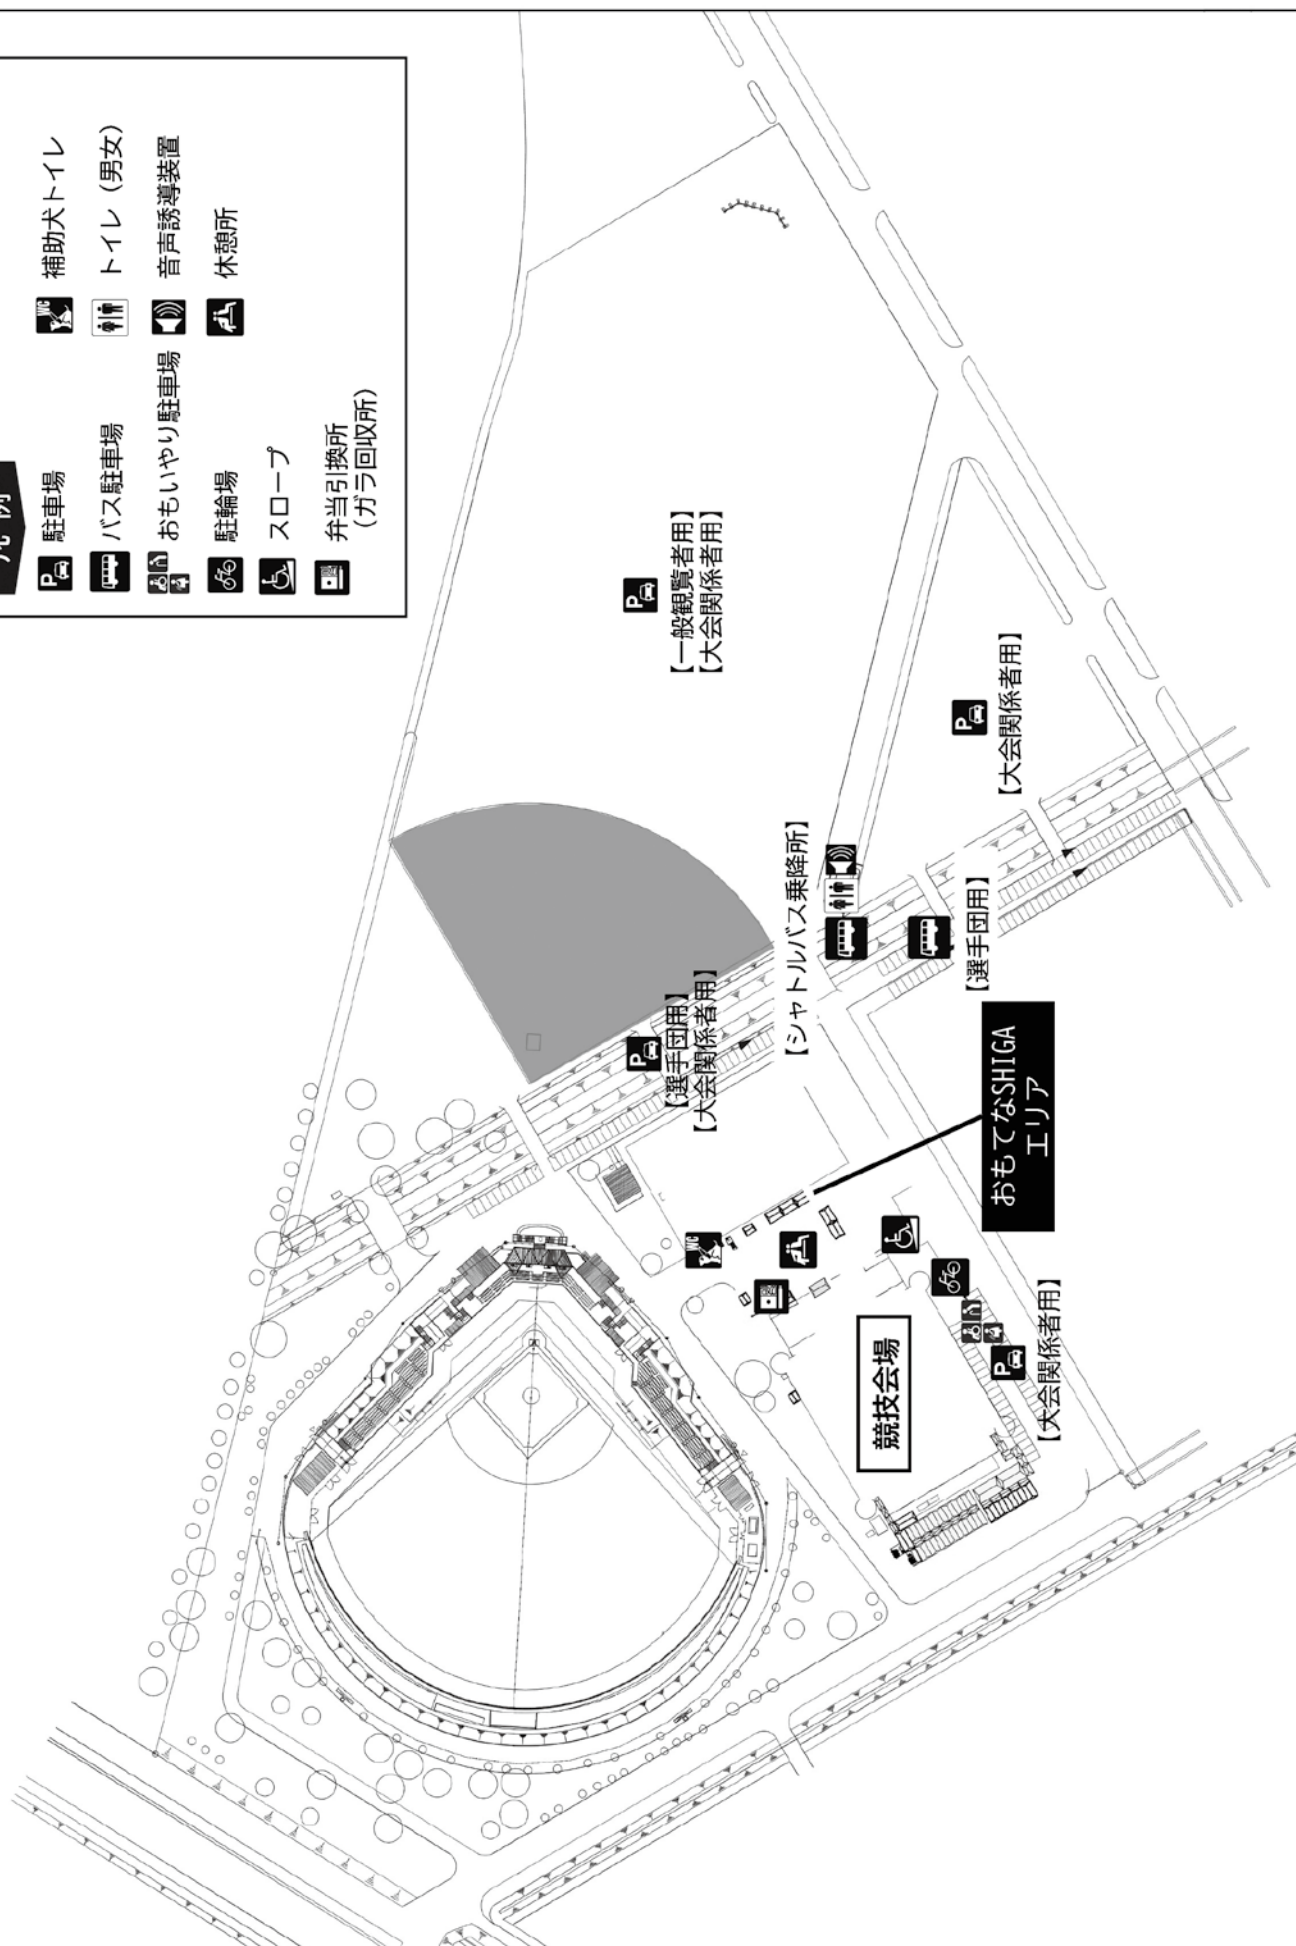 凡例
駐車場
バス駐車場
おもいやり駐車場
駐輪場
スロープ
弁当引換所
（ガラ回収所）
WC
補助犬トイレ
トイレ（男女）
音声誘導装置
休憩所
P
【一般観覧者用】
【大会関係者用】
P
【大会関係者用】
【シャトルバス乗降所】
【選手団用】
P
【選手団用】
【大会関係者用】
おもてなSHIGA
エリア
WC
競技会場
P
【大会関係者用】
P